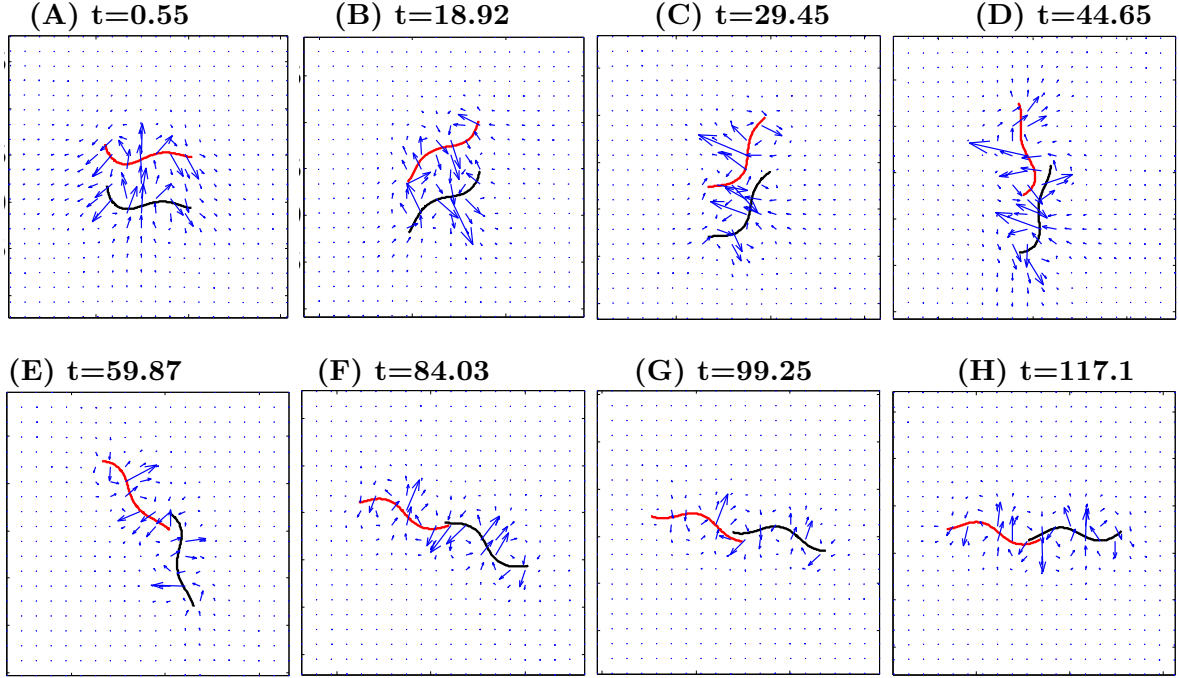 (A) t=0.55
(B) t=18.92
(C) t=29.45
(D) t=44.65
(E) t=59.87
(F) t=84.03
(G) t=99.25
(H) t=117.1